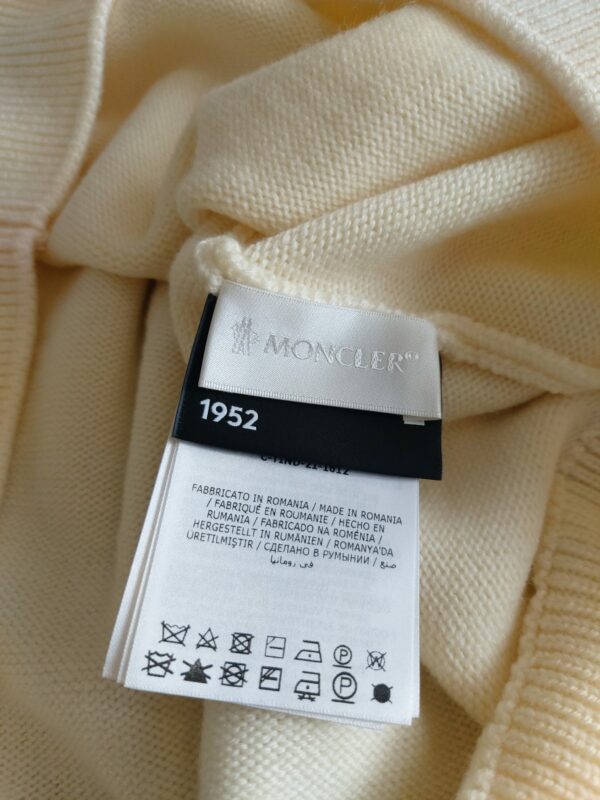 MONCLER
1952
FABBRICATO IN ROMANIA / MADE IN ROMANIA
/ FABRIQUÉ EN ROUMANIE / HECHO EN
RUMANIA / FABRICADO NA ROMÊNIA /
HERGESTELLT IN RUMÄNIEN / ROMANYA'DA
ÜRETILMIŞTIR / СДЕЛАНО В РУМЫНИИ / صنع
في رومانيا
P
P
W